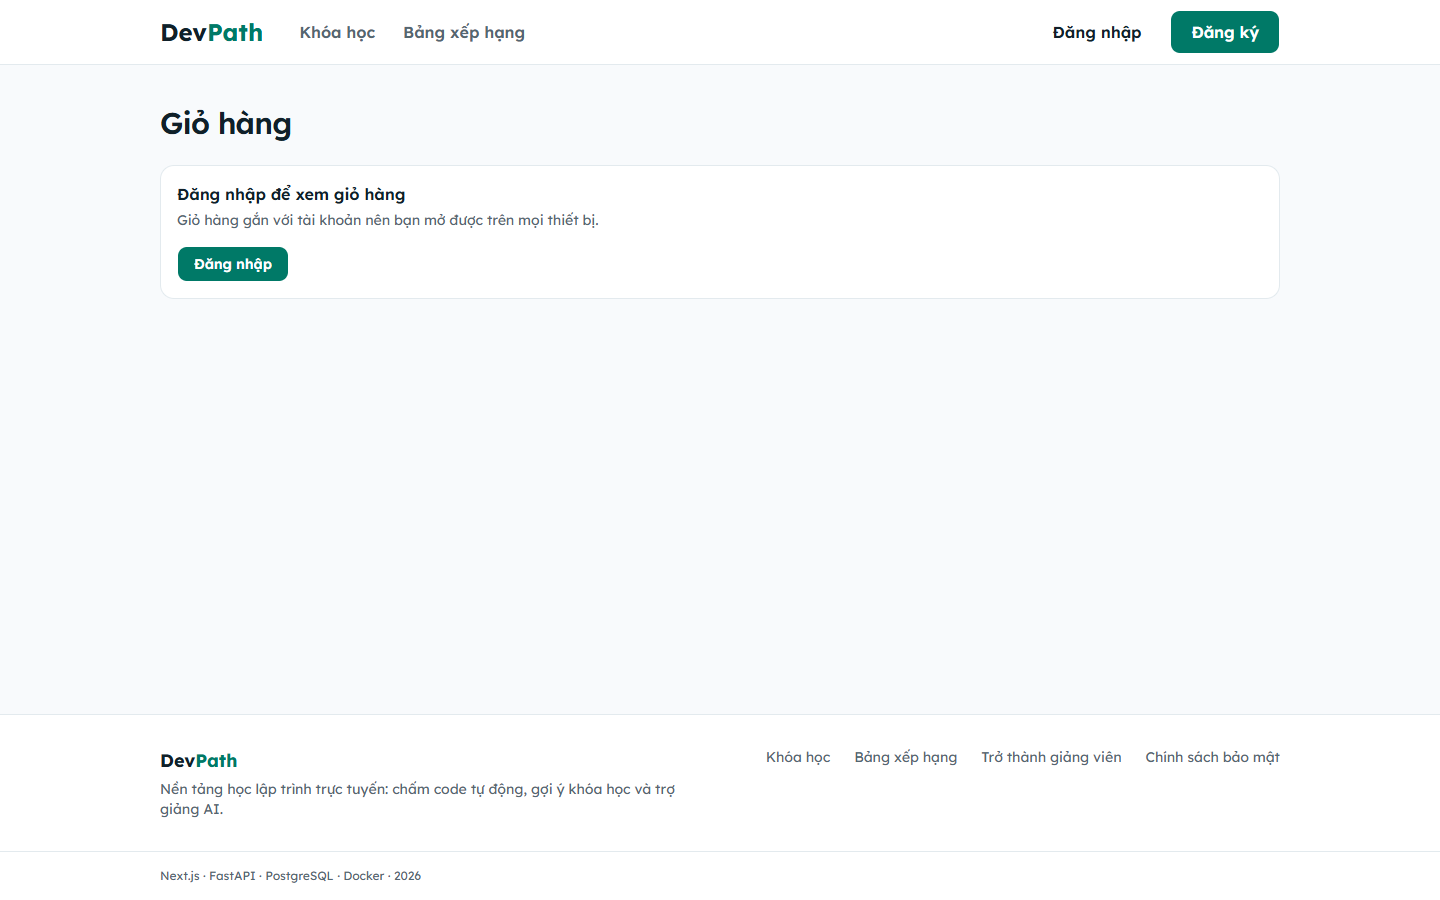 DevPath Khóa học Bảng xếp hạng Đăng nhập Đăng ký
Giỏ hàng
Đăng nhập để xem giỏ hàng
Giỏ hàng gắn với tài khoản nên bạn mở được trên mọi thiết bị.
Đăng nhập
DevPath
Nền tảng học lập trình trực tuyến: chấm code tự động, gợi ý khóa học và trợ
giảng AI.
Khóa học Bảng xếp hạng Trở thành giảng viên Chính sách bảo mật
Next.js · FastAPI · PostgreSQL · Docker · 2026